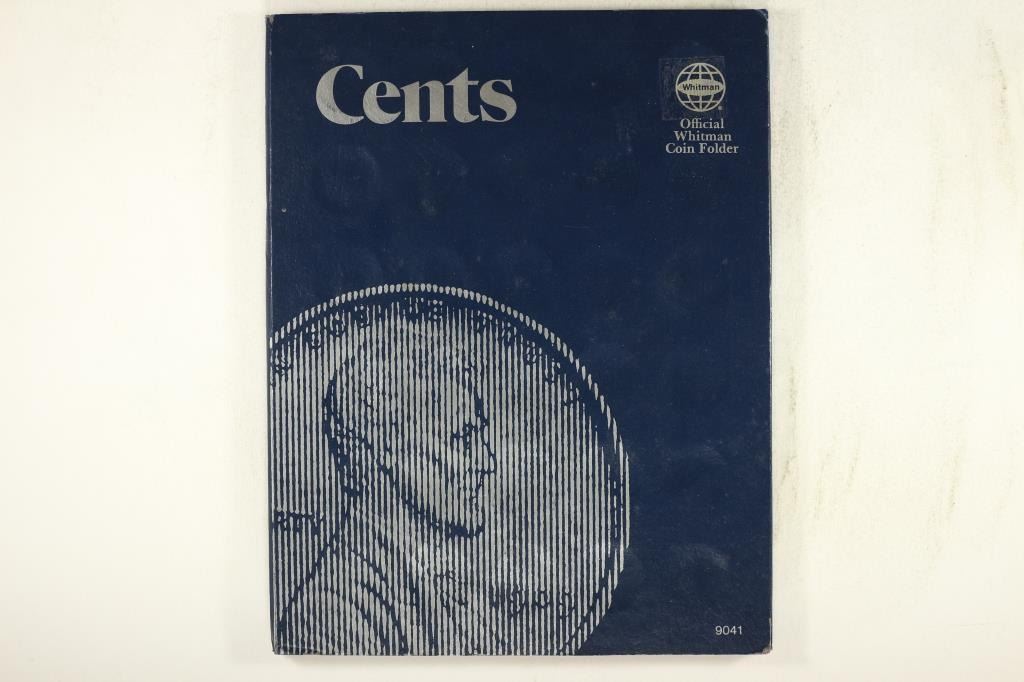 Cents
Whitman
Official
Whitman
Coin Folder
9041